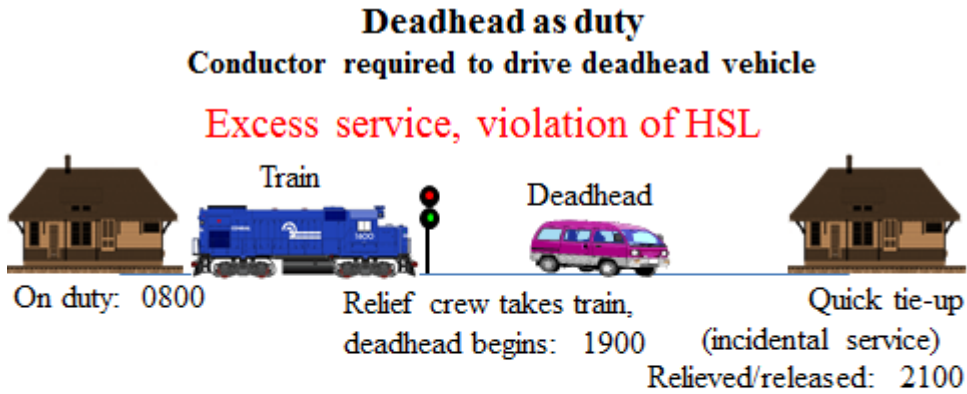 Deadhead as duty
Conductor required to drive deadhead vehicle
Excess service, violation of HSL
Train
Deadhead
On duty: 0800
Relief crew takes train,
deadhead begins: 1900
Quick tie-up
(incidental service)
Relieved/released: 2100